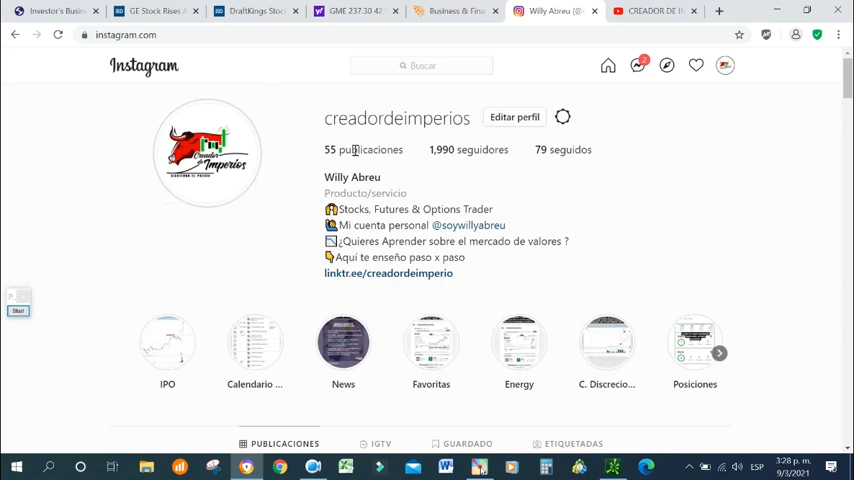 Investor's Busin
GE Stock Rises A
DraftKings Stock
GME 237.30 42.
Business & Finan
Willy Abreu (@c
CREADOR DE IM
instagram.com
Instagram
Buscar
2
creadordeimperios
Editar perfil
55 publicaciones 1,990 seguidores 79 seguidos
Creador de Imperios
Willy Abreu
Producto/servicio
Stocks, Futures & Options Trader
Mi cuenta personal @soywillyabreu
¿Quieres Aprender sobre el mercado de valores ?
Aquí te enseño paso x paso
linktr.ee/creadordeimperio
Start
IPO
Calendario ...
News
Favoritas
Energy
C. Discrecio...
Posiciones
PUBLICACIONES
IGTV
GUARDADO
ETIQUETADAS
ESP
3:28 p. m.
9/3/2021